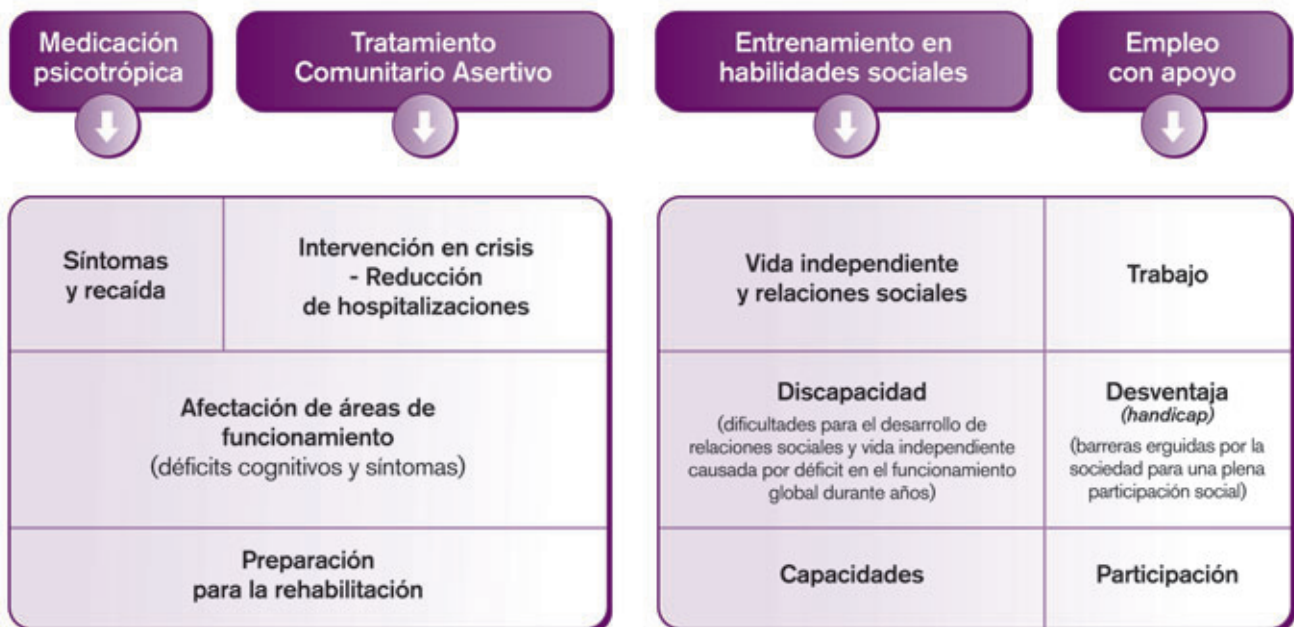 Medicación
psicotrópica
Tratamiento
Comunitario Asertivo
Entrenamiento en
habilidades sociales
Empleo
con apoyo
Síntomas
y recaída
Intervención en crisis
- Reducción
de hospitalizaciones
Vida independiente
y relaciones sociales
Trabajo
Afectación de áreas de
funcionamiento
(déficits cognitivos y síntomas)
Discapacidad
(dificultades para el desarrollo de
relaciones sociales y vida independiente
causada por déficit en el funcionamiento
global durante años)
Desventaja
(handicap)
(barreras erguidas por la
sociedad para una plena
participación social)
Preparación
para la rehabilitación
Capacidades
Participación